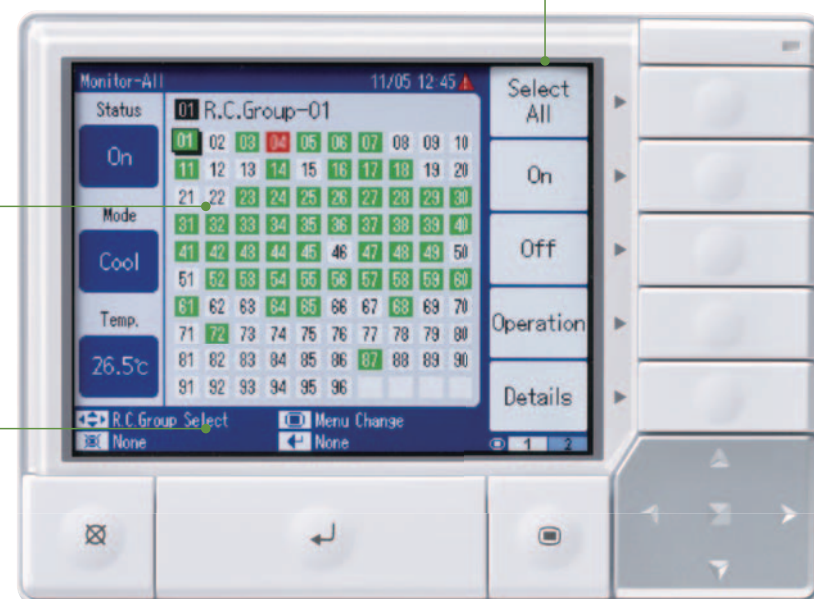 Monitor-All 11/05 12:45
Status
On
Mode
Cool
Temp.
26.5℃
01 R.C.Group-01
01 02 03 04 05 06 07 08 09 10
11 12 13 14 15 16 17 18 19 20
21 22 23 24 25 26 27 28 29 30
31 32 33 34 35 36 37 38 39 40
41 42 43 44 45 46 47 48 49 50
51 52 53 54 55 56 57 58 59 60
61 62 63 64 65 66 67 68 69 70
71 72 73 74 75 76 77 78 79 80
81 82 83 84 85 86 87 88 89 90
91 92 93 94 95 96
Select
All
On
Off
Operation
Details
R.C.Group Select Menu Change
None None 1 2